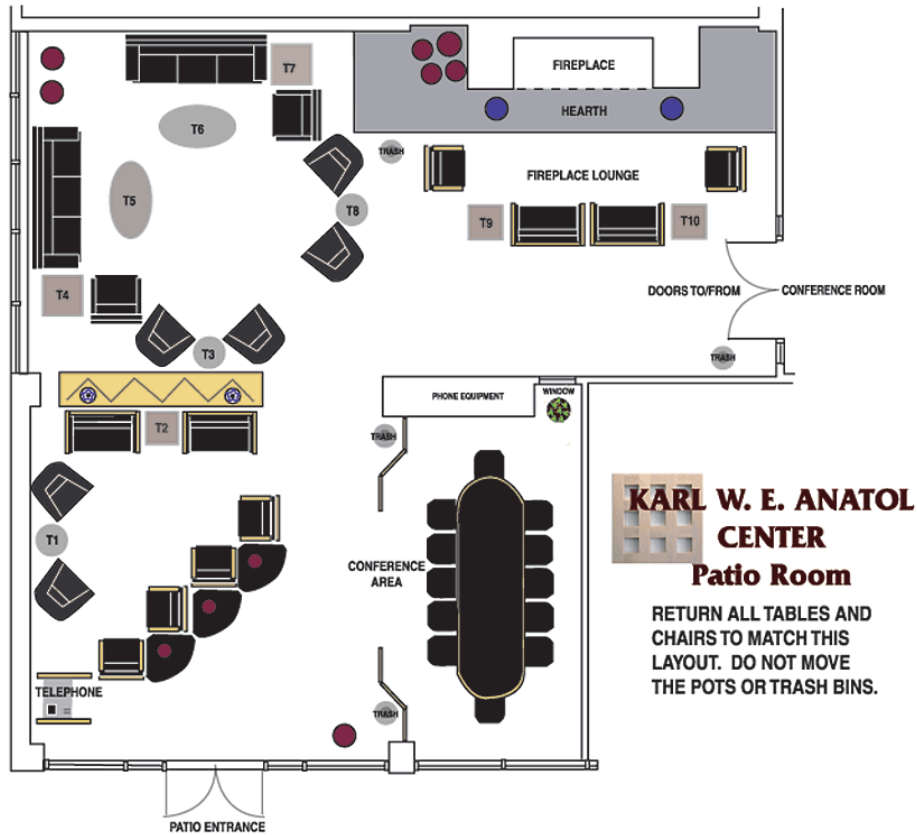 T7
FIREPLACE
HEARTH
T6
TRASH
FIREPLACE LOUNGE
T5
T8
T9
T10
T4
DOORS TO/FROM
CONFERENCE ROOM
T3
TRASH
PHONE EQUIPMENT
WINDOW
T2
TRASH
KARL W. E. ANATOL
CENTER
Patio Room
T1
CONFERENCE
AREA
RETURN ALL TABLES AND
CHAIRS TO MATCH THIS
LAYOUT. DO NOT MOVE
THE POTS OR TRASH BINS.
TELEPHONE
TRASH
PATIO ENTRANCE